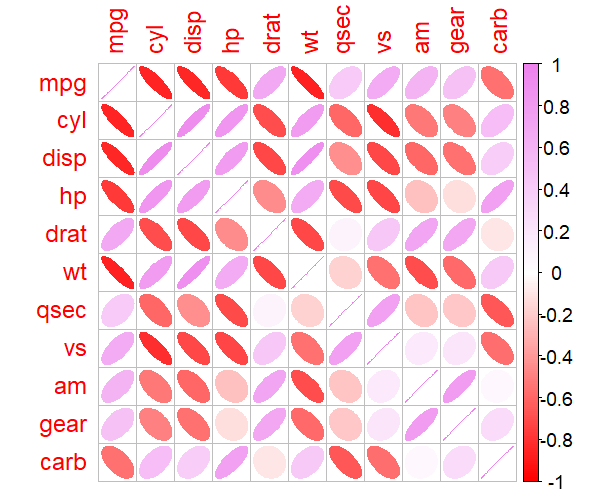 mpg cyl disp hp drat wt qsec vs am gear carb
mpg
cyl
disp
hp
drat
wt
qsec
vs
am
gear
carb
1
0.8
0.6
0.4
0.2
0
-0.2
-0.4
-0.6
-0.8
-1